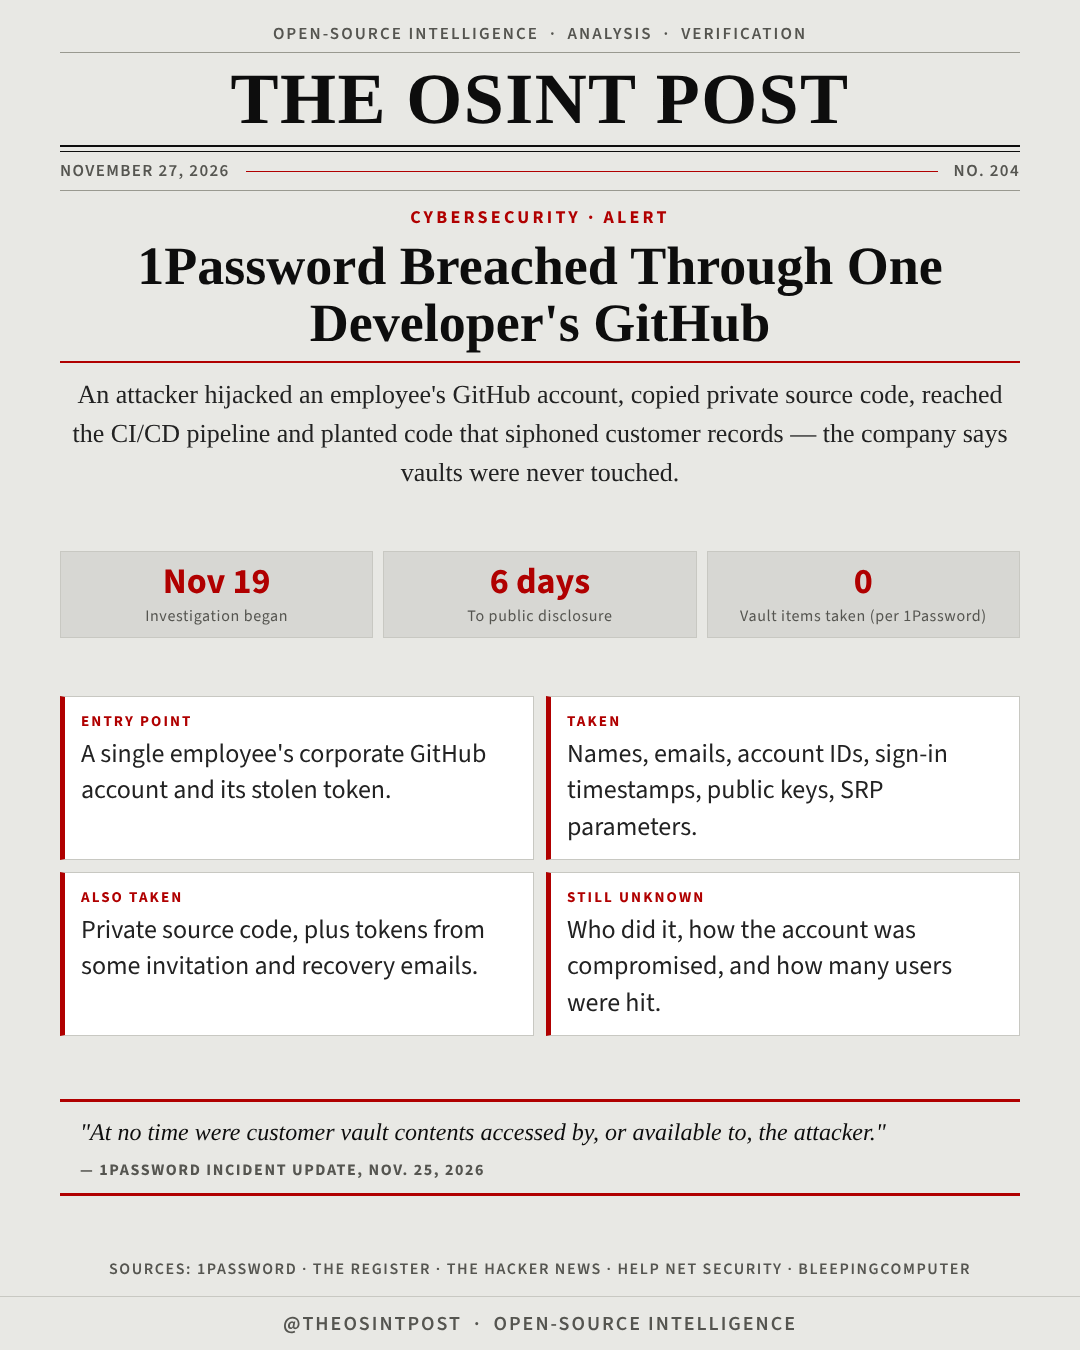 OPEN-SOURCE INTELLIGENCE · ANALYSIS · VERIFICATION
THE OSINT POST
NOVEMBER 27, 2026
NO. 204
CYBERSECURITY · ALERT
1Password Breached Through One
Developer's GitHub
An attacker hijacked an employee's GitHub account, copied private source code, reached
the CI/CD pipeline and planted code that siphoned customer records — the company says
vaults were never touched.
Nov 19
Investigation began
6 days
To public disclosure
0
Vault items taken (per 1Password)
ENTRY POINT
A single employee's corporate GitHub
account and its stolen token.
TAKEN
Names, emails, account IDs, sign-in
timestamps, public keys, SRP
parameters.
ALSO TAKEN
Private source code, plus tokens from
some invitation and recovery emails.
STILL UNKNOWN
Who did it, how the account was
compromised, and how many users
were hit.
"At no time were customer vault contents accessed by, or available to, the attacker."
— 1PASSWORD INCIDENT UPDATE, NOV. 25, 2026
SOURCES: 1PASSWORD · THE REGISTER · THE HACKER NEWS · HELP NET SECURITY · BLEEPINGCOMPUTER
@THEOSINTPOST · OPEN-SOURCE INTELLIGENCE